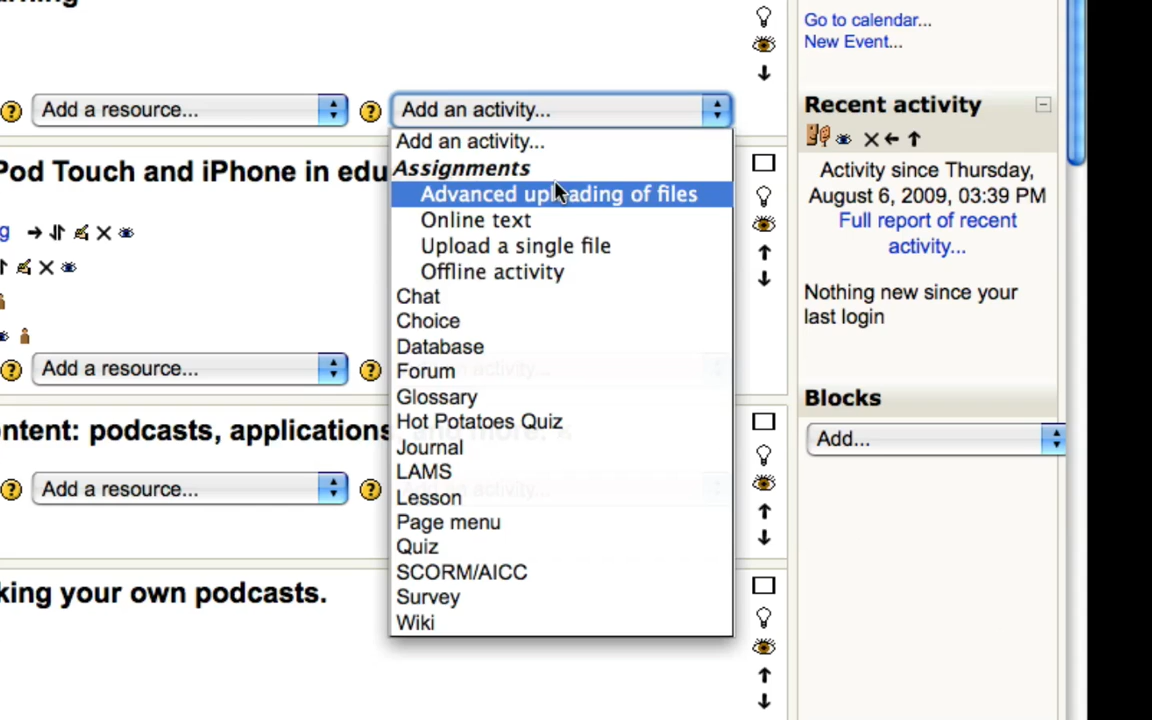 Go to calendar...
New Event...
Add a resource...
Add an activity...
Add an activity...
Assignments
Advanced uploading of files
Online text
Upload a single file
Offline activity
Chat
Choice
Database
Forum
Glossary
Hot Potatoes Quiz
Journal
LAMS
Lesson
Page menu
Quiz
SCORM/AICC
Survey
Wiki
Pod Touch and iPhone in edu
g
Add a resource...
ntent: podcasts, applications, and more.
Add a resource...
king your own podcasts.
Recent activity
Activity since Thursday,
August 6, 2009, 03:39 PM
Full report of recent
activity...
Nothing new since your
last login
Blocks
Add...